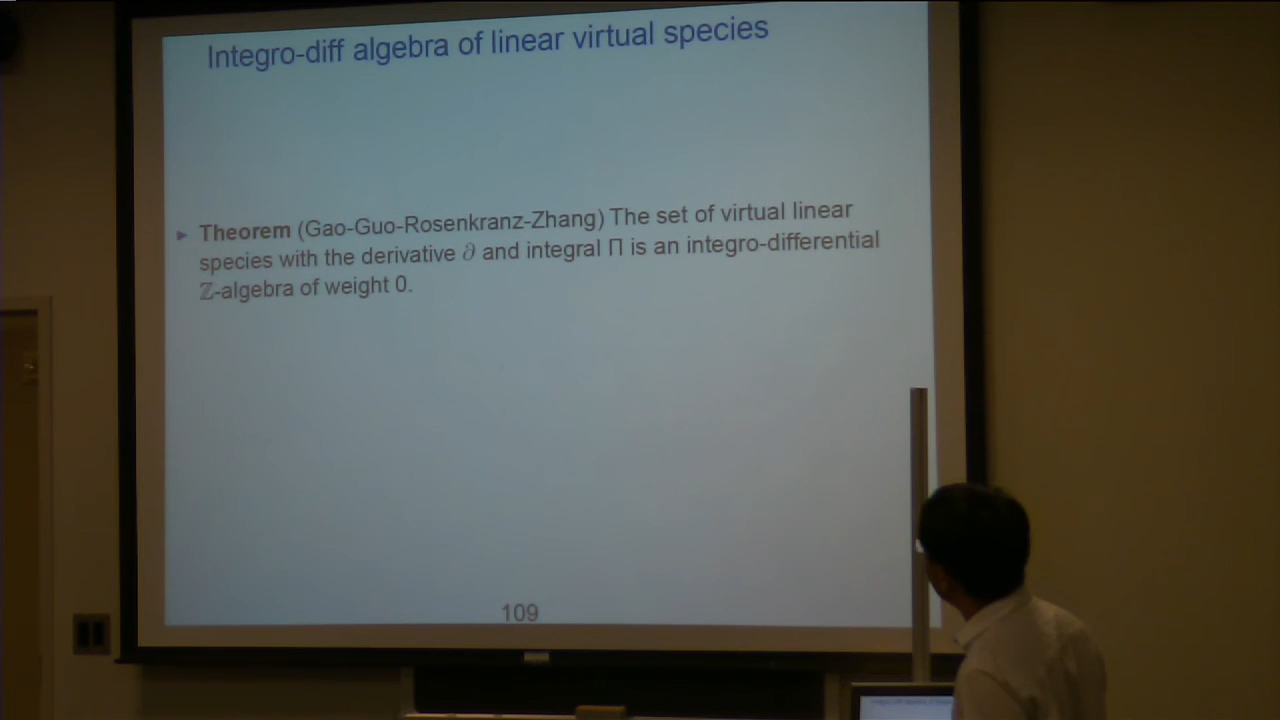 Integro-diff algebra of linear virtual species
► Theorem (Gao-Guo-Rosenkranz-Zhang) The set of virtual linear
species with the derivative ∂ and integral Π is an integro-differential
ℤ-algebra of weight 0.
109